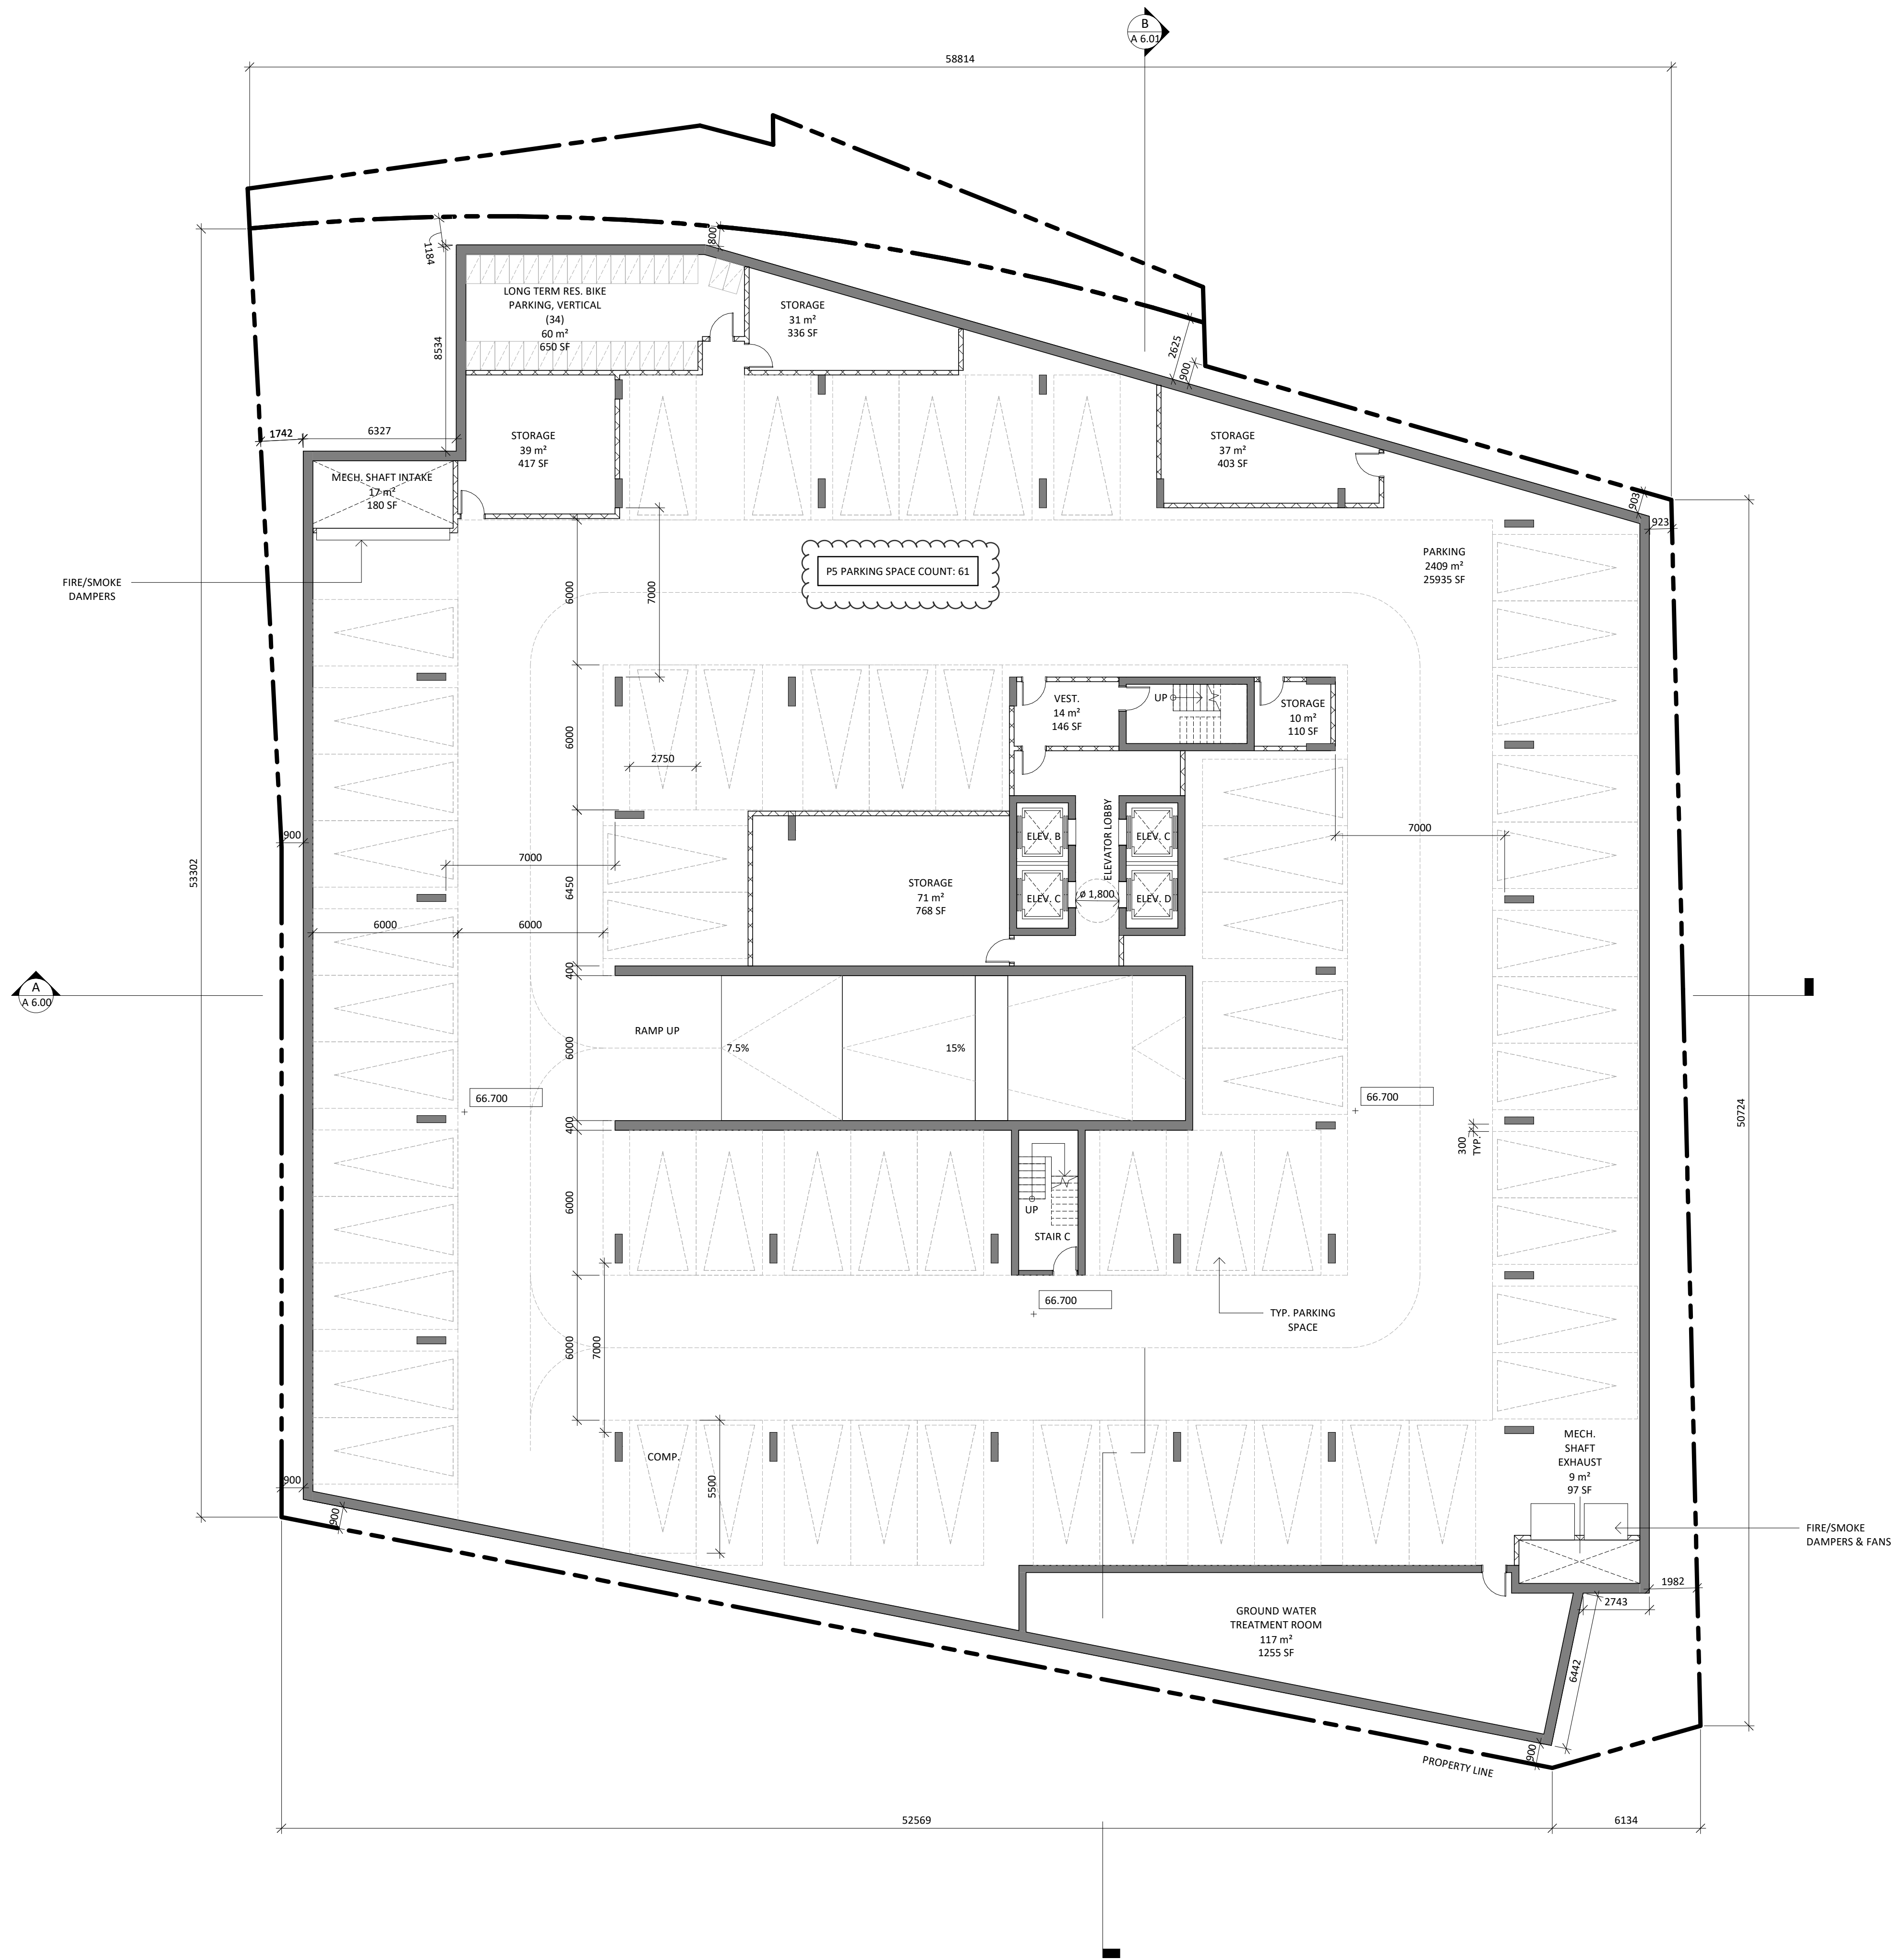 B
A 6.01
58814
1184
800
LONG TERM RES. BIKE
PARKING, VERTICAL
(34)
60 m²
650 SF
STORAGE
31 m²
336 SF
8534
2625
900
1742
6327
STORAGE
39 m²
417 SF
STORAGE
37 m²
403 SF
MECH. SHAFT INTAKE
17 m²
180 SF
903
923
FIRE/SMOKE
DAMPERS
6000
7000
P5 PARKING SPACE COUNT: 61
PARKING
2409 m²
25935 SF
6000
2750
VEST.
14 m²
146 SF
UP
STORAGE
10 m²
110 SF
900
53302
7000
6450
ELEV. B
ELEV. C
ELEVATOR LOBBY
7000
STORAGE
71 m²
768 SF
ELEV. C
ø 1,800
ELEV. D
6000
6000
400
A
A 6.00
RAMP UP
6000
7.5%
15%
66.700
66.700
400
50724
300
TYP.
6000
UP
STAIR C
66.700
TYP. PARKING
SPACE
6000
7000
COMP.
5500
900
900
MECH.
SHAFT
EXHAUST
9 m²
97 SF
FIRE/SMOKE
DAMPERS & FANS
1982
2743
GROUND WATER
TREATMENT ROOM
117 m²
1255 SF
6442
900
PROPERTY LINE
52569
6134